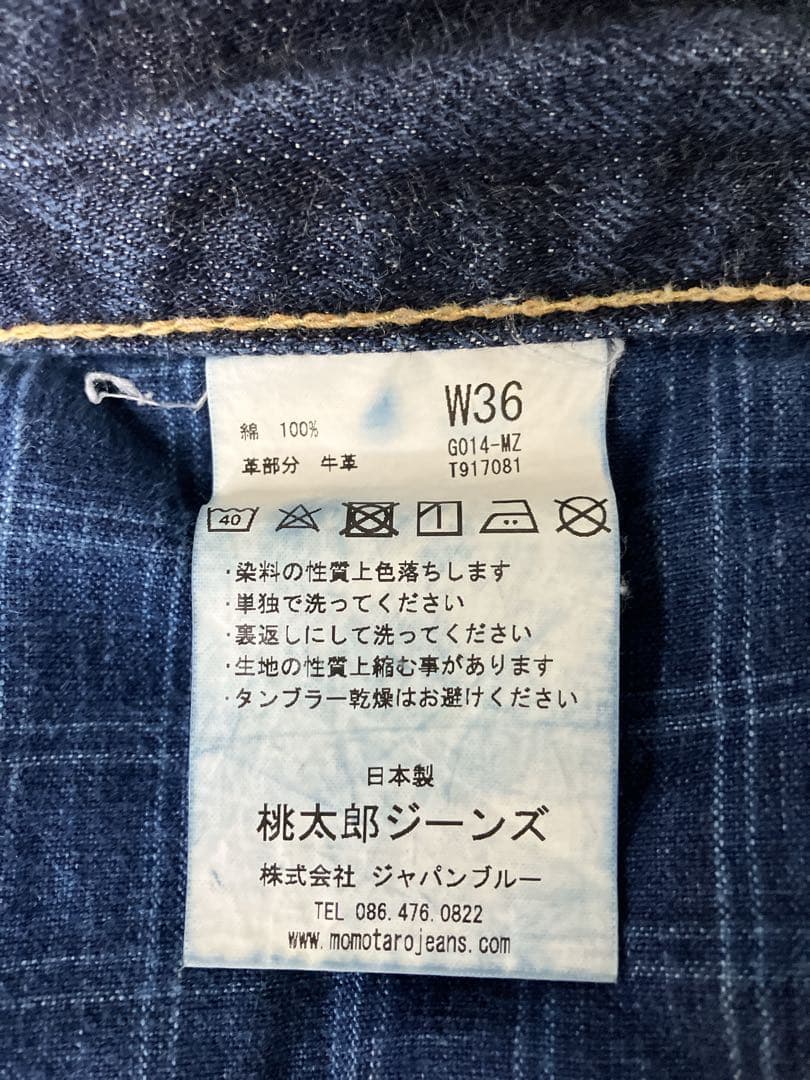 綿 100%
W36
革部分 牛革
G014-MZ
T917081
40
・染料の性質上色落ちします
・単独で洗ってください
・裏返しにして洗ってください
・生地の性質上縮む事があります
・タンブラー乾燥はお避けください
日本製
桃太郎ジーンズ
株式会社 ジャパンブルー
TEL 086.476.0822
www.momotarojeans.com